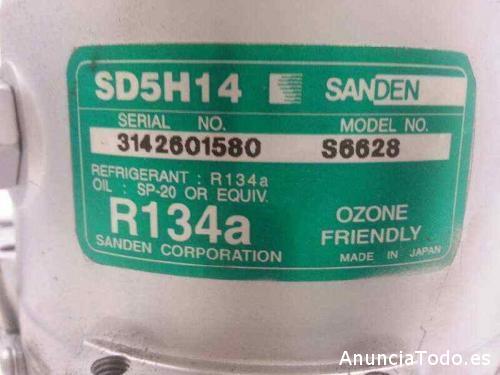 SD5H14 SANDEN
SERIAL NO. MODEL NO.
3142601580 S6628
REFRIGERANT : R134a
OIL : SP-20 OR EQUIV.
R134a OZONE FRIENDLY
SANDEN CORPORATION MADE IN JAPAN
AnunciaTodo.es